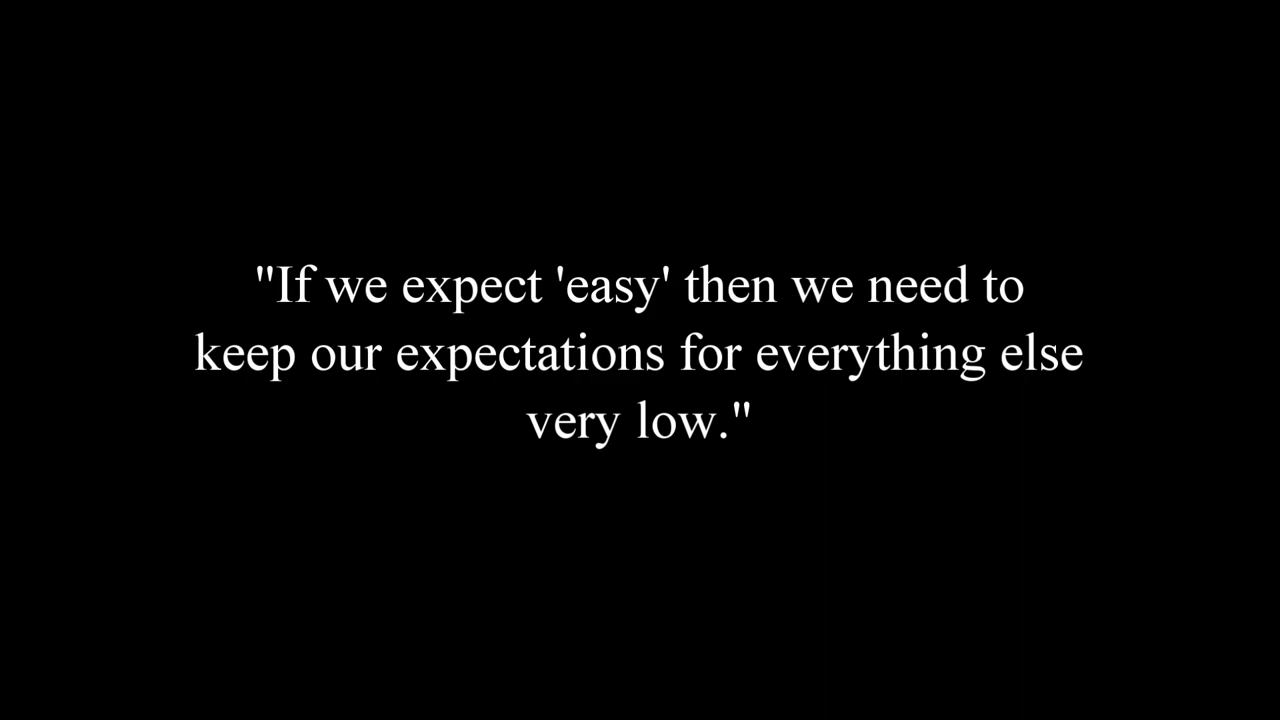 "If we expect 'easy' then we need to
keep our expectations for everything else
very low."